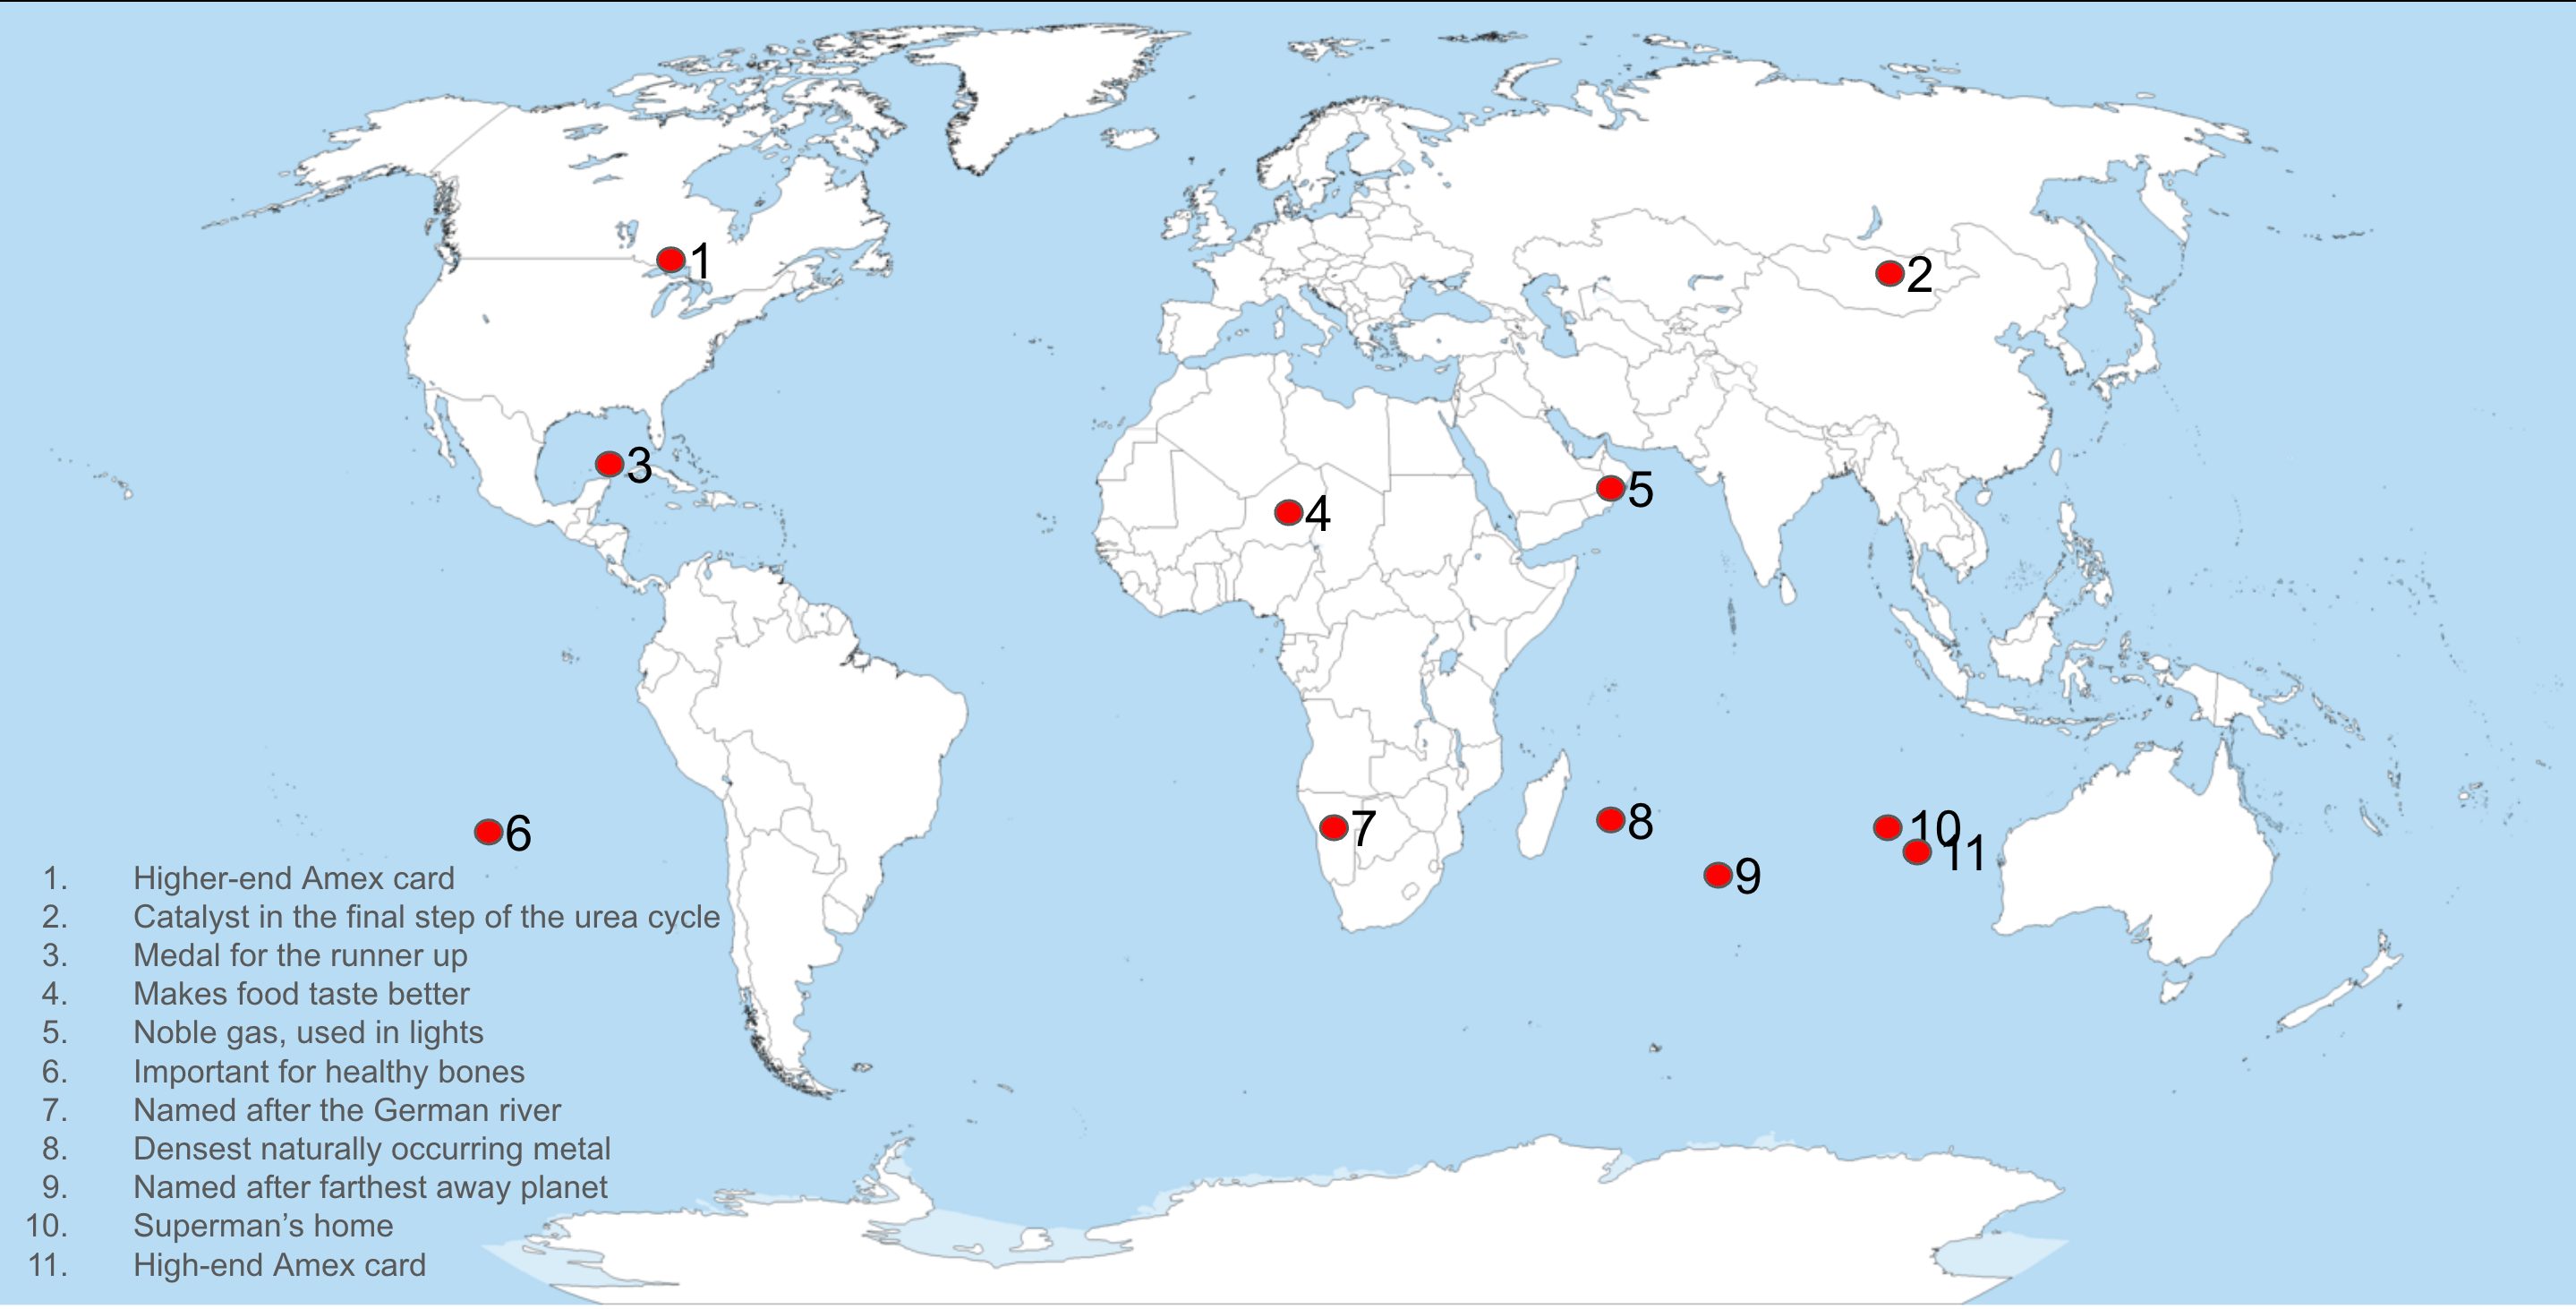 1
2
3
4
5
6
7
8
9
10
11
1. Higher-end Amex card
2. Catalyst in the final step of the urea cycle
3. Medal for the runner up
4. Makes food taste better
5. Noble gas, used in lights
6. Important for healthy bones
7. Named after the German river
8. Densest naturally occurring metal
9. Named after farthest away planet
10. Superman’s home
11. High-end Amex card